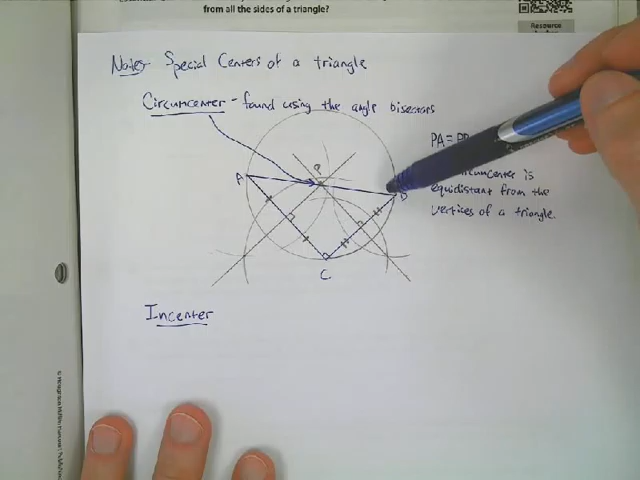 from all the sides of a triangle?
Resource
Notes Special Centers of a triangle
Circumcenter - found using the angle bisectors
PA =
P
A
B
circumcenter is
equidistant from the
vertices of a triangle.
C
Incenter